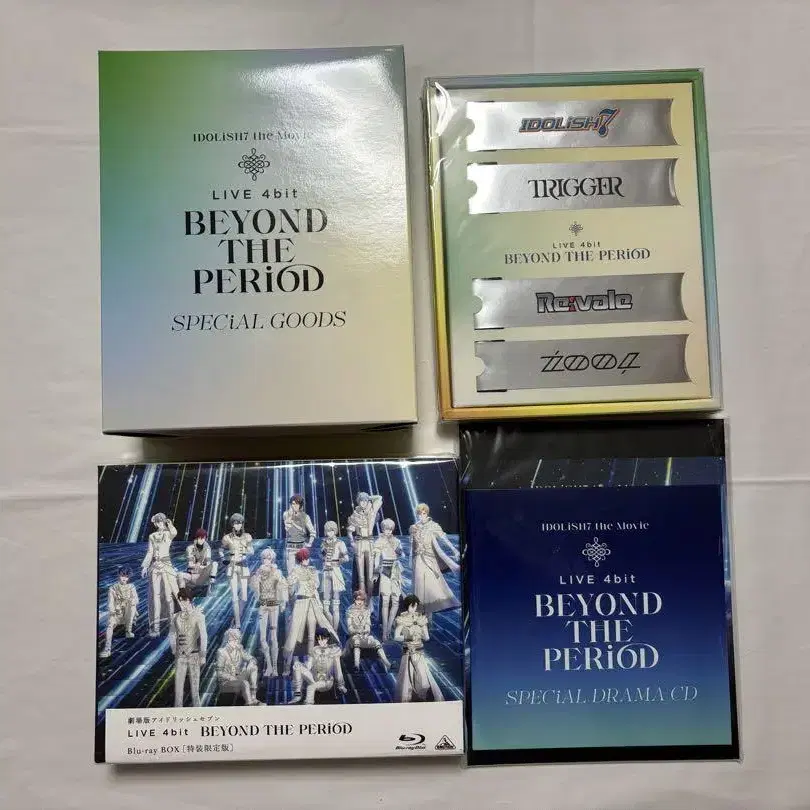 IDOLiSH7 the Movie
LIVE 4bit
BEYOND
THE
PERiOD
SPECiAL GOODS
IDOLiSH7
TRIGGER
LIVE 4bit
BEYOND THE PERiOD
Re:vale
ŹOOĻ
劇場版アイドリッシュセブン
LIVE 4bit BEYOND THE PERiOD
Blu-ray BOX [特装限定版]
Blu-ray Disc
IDOLiSH7 the Movie
LIVE 4bit
BEYOND
THE
PERiOD
SPECiAL DRAMA CD